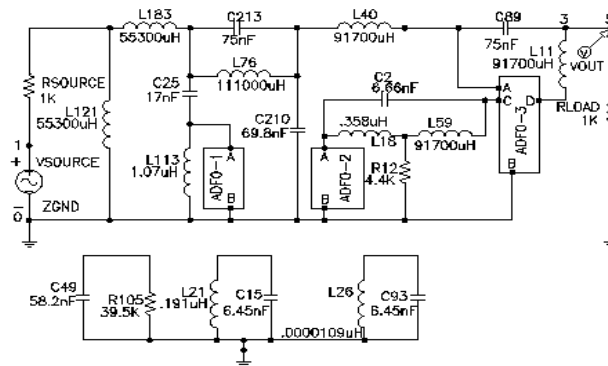 L183
55300uH
C213
75nF
L40
91700uH
C89
75nF
3
3
L11
91700uH
V
VOUT
RSOURCE
1K
L121
55300uH
C25
17nF
L76
111000uH
C210
69.8nF
C2
6.66nF
.358uH
L18
L59
91700uH
A
C
D
B
ADF0-3
RLOAD
1K
1
+
VSOURCE
ZGND
0
L113
1.07uH
A
B
ADF0-1
A
B
ADF0-2
R12
4.4K
C49
58.2nF
R105
39.5K
L21
.191uH
C15
6.45nF
L26
.0000109uH
C93
6.45nF